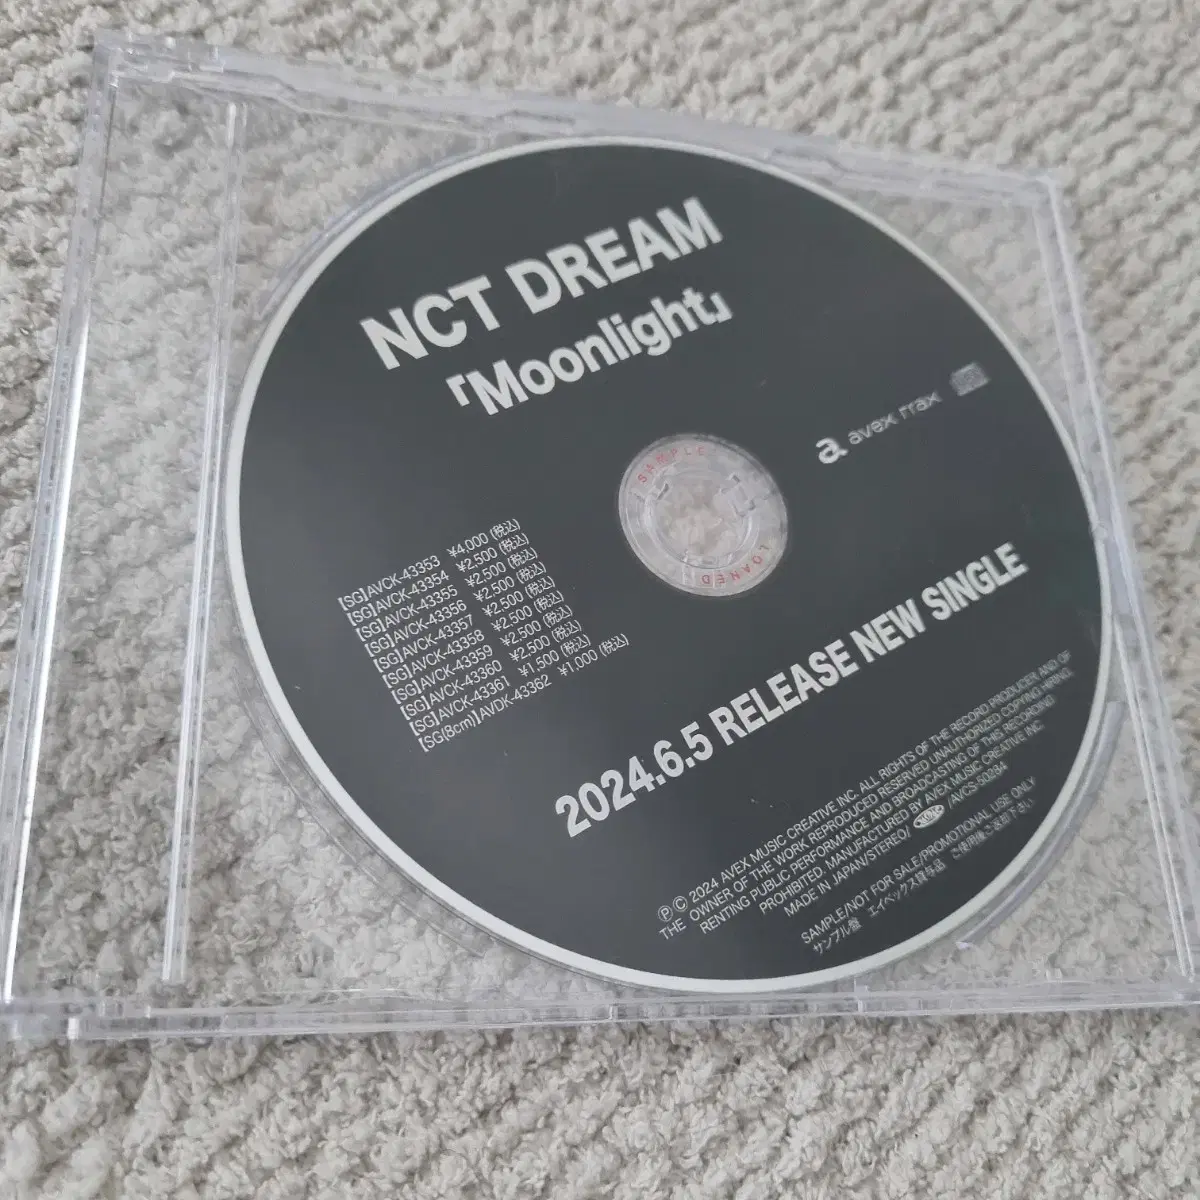 NCT DREAM
「Moonlight」
a avex trax
SAMPLE
LOANED
【SG】AVCK-43353 ¥4,000 (税込)
【SG】AVCK-43354 ¥2,500 (税込)
【SG】AVCK-43355 ¥2,500 (税込)
【SG】AVCK-43356 ¥2,500 (税込)
【SG】AVCK-43357 ¥2,500 (税込)
【SG】AVCK-43358 ¥2,500 (税込)
【SG】AVCK-43359 ¥2,500 (税込)
【SG】AVCK-43360 ¥2,500 (税込)
【SG】AVCK-43361 ¥1,500 (税込)
【SG(8cm)】AVDK-43362 ¥1,000 (税込)
2024.6.5 RELEASE NEW SINGLE
Ⓟ Ⓒ 2024 AVEX MUSIC CREATIVE INC. ALL RIGHTS OF THE RECORD PRODUCER AND OF
THE OWNER OF THE WORK REPRODUCED RESERVED UNAUTHORIZED COPYING HIRING,
RENTING PUBLIC PERFORMANCE AND BROADCASTING OF THIS RECORDING
PROHIBITED. MANUFACTURED BY AVEX MUSIC CREATIVE INC.
MADE IN JAPAN/STEREO/ /AVCS-50284
SAMPLE/NOT FOR SALE/PROMOTIONAL USE ONLY
サンプル盤 エイベックス貸与品 ご使用後ご返却下さい